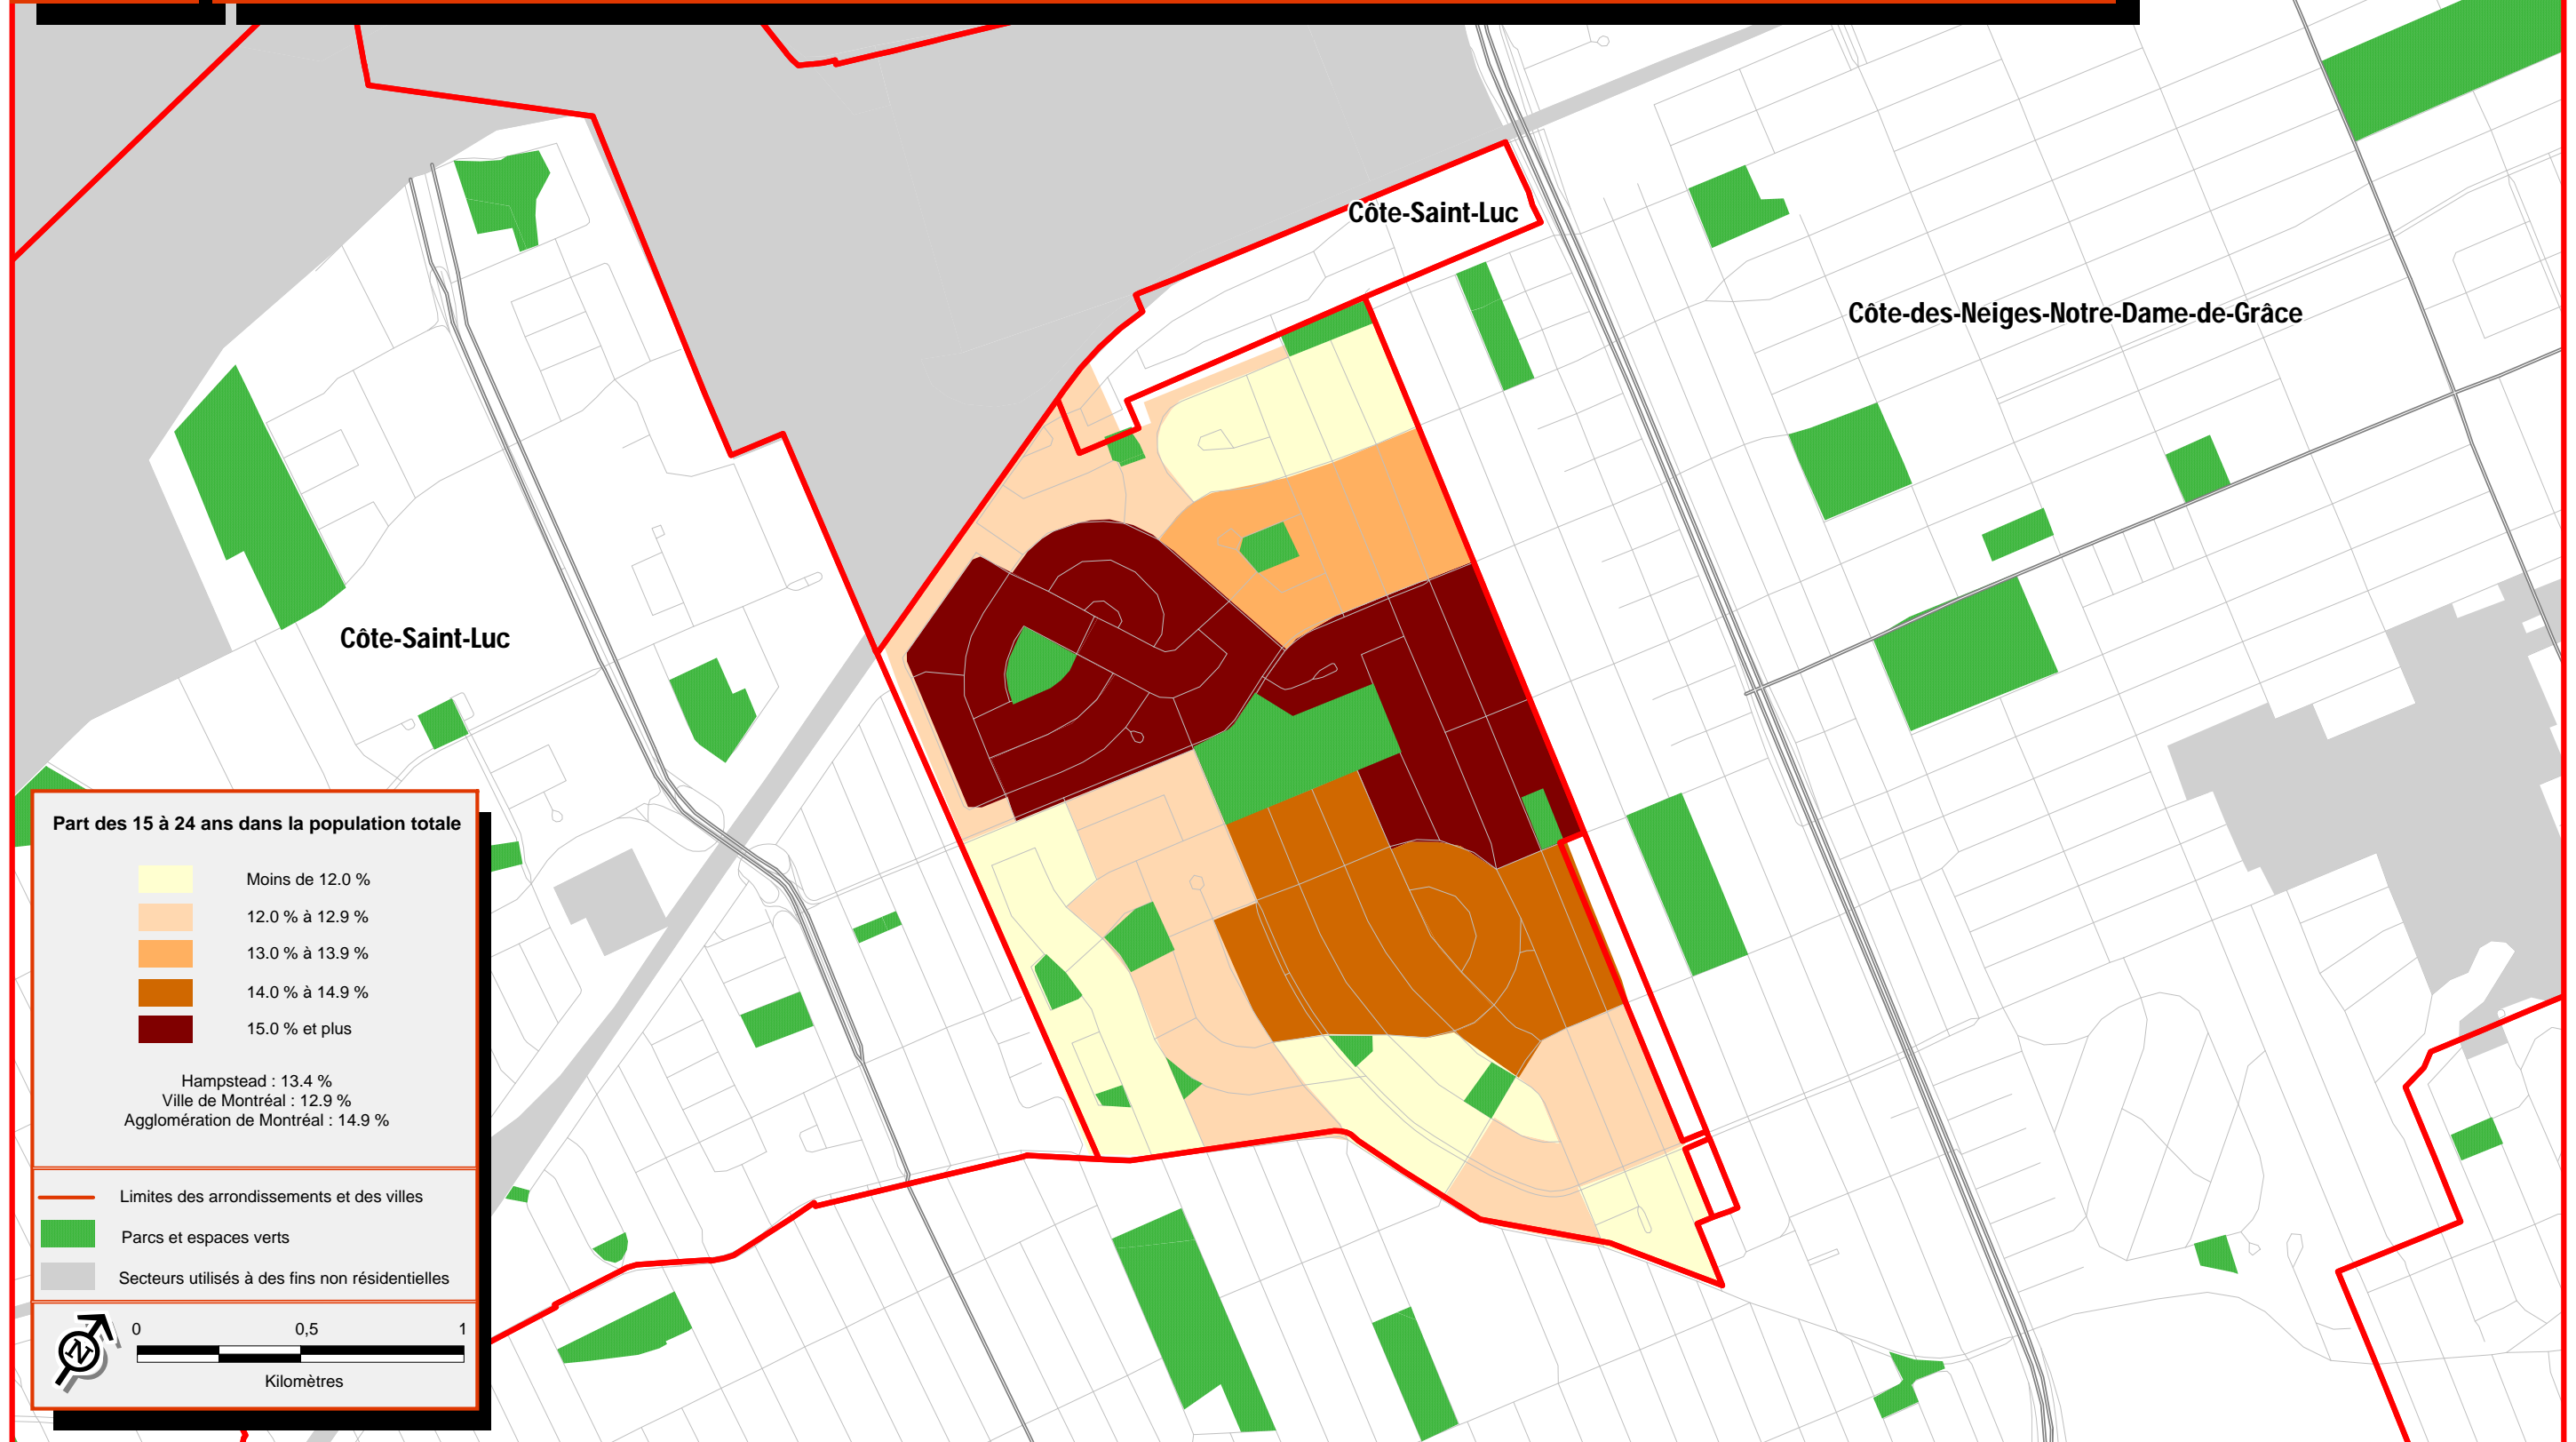 Côte-Saint-Luc
Côte-des-Neiges-Notre-Dame-de-Grâce
Côte-Saint-Luc
Part des 15 à 24 ans dans la population totale
Moins de 12.0 %
12.0 % à 12.9 %
13.0 % à 13.9 %
14.0 % à 14.9 %
15.0 % et plus
Hampstead : 13.4 %
Ville de Montréal : 12.9 %
Agglomération de Montréal : 14.9 %
Limites des arrondissements et des villes
Parcs et espaces verts
Secteurs utilisés à des fins non résidentielles
N
0 0,5 1
Kilomètres